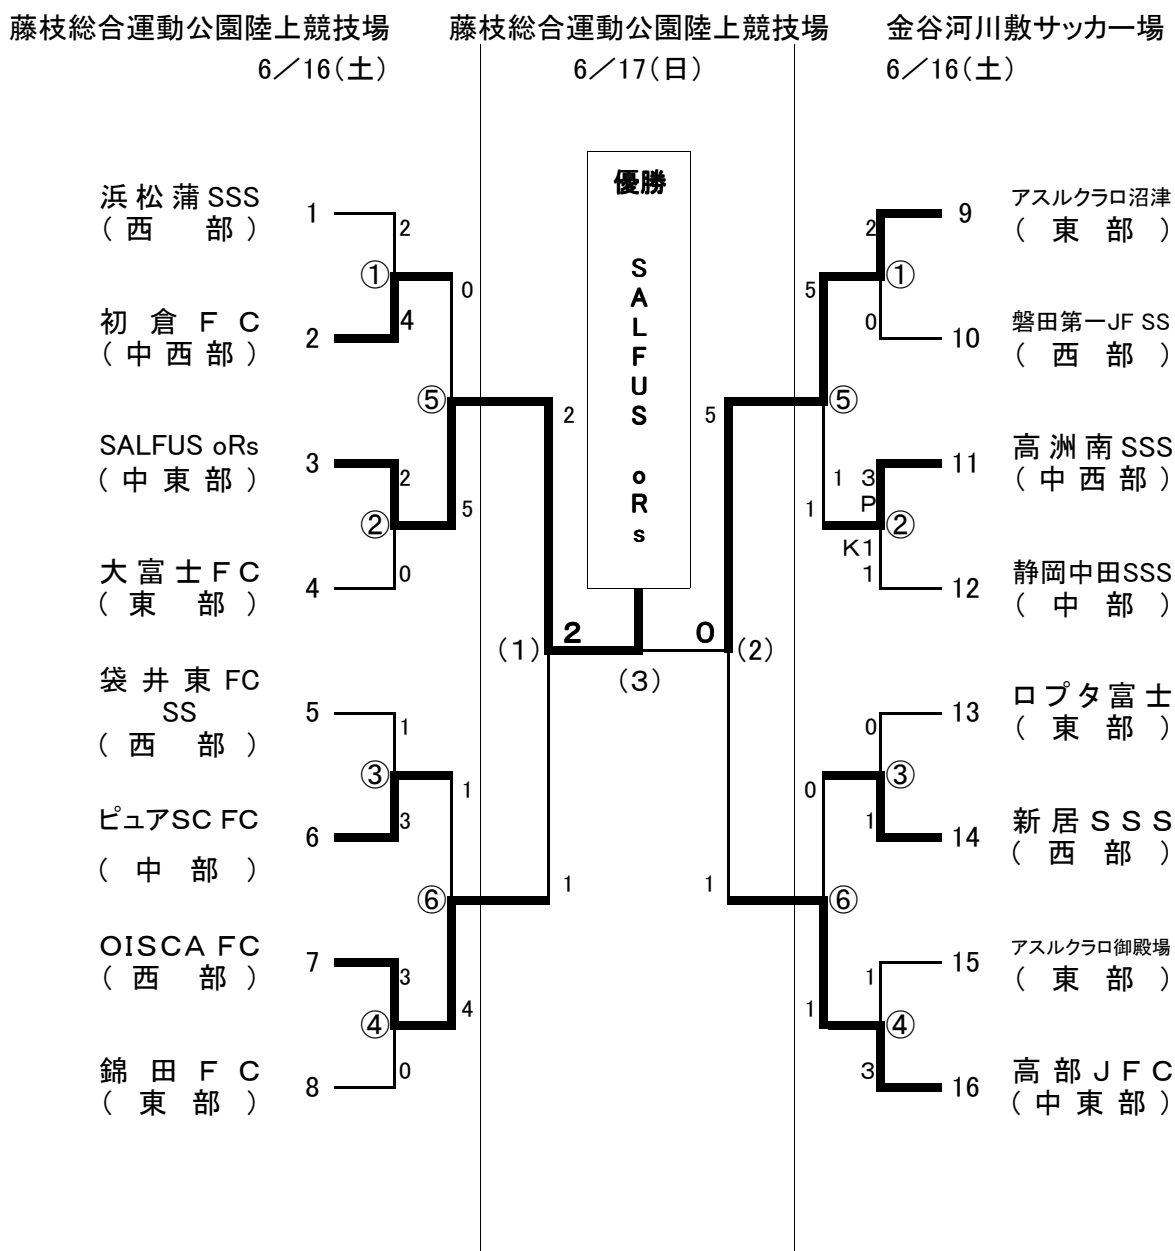 藤枝総合運動公園陸上競技場 藤枝総合運動公園陸上競技場 金谷河川敷サッカー場
6／16(土) 6／17(日) 6／16(土)
優勝
SALFUS oRs
浜松蒲SSS
(西部)
1
2
①
0
初倉FC
(中西部)
2
4
⑤
2
SALFUS oRs
(中東部)
3
2
②
5
大富士FC
(東部)
4
0
(1)
2
(3)
0
(2)
袋井東FC
SS
(西部)
5
1
③
1
ピュアSC FC
(中部)
6
3
⑥
1
OISCA FC
(西部)
7
3
④
4
錦田FC
(東部)
8
0
アスルクラロ沼津
(東部)
9
2
①
5
磐田第一JF SS
(西部)
10
0
⑤
5
高洲南SSS
(中西部)
11
1 3
P
②
1
K1
1
静岡中田SSS
(中部)
12
ロプタ富士
(東部)
13
0
③
0
新居SSS
(西部)
14
1
⑥
1
アスルクラロ御殿場
(東部)
15
1
④
1
高部JFC
(中東部)
16
3